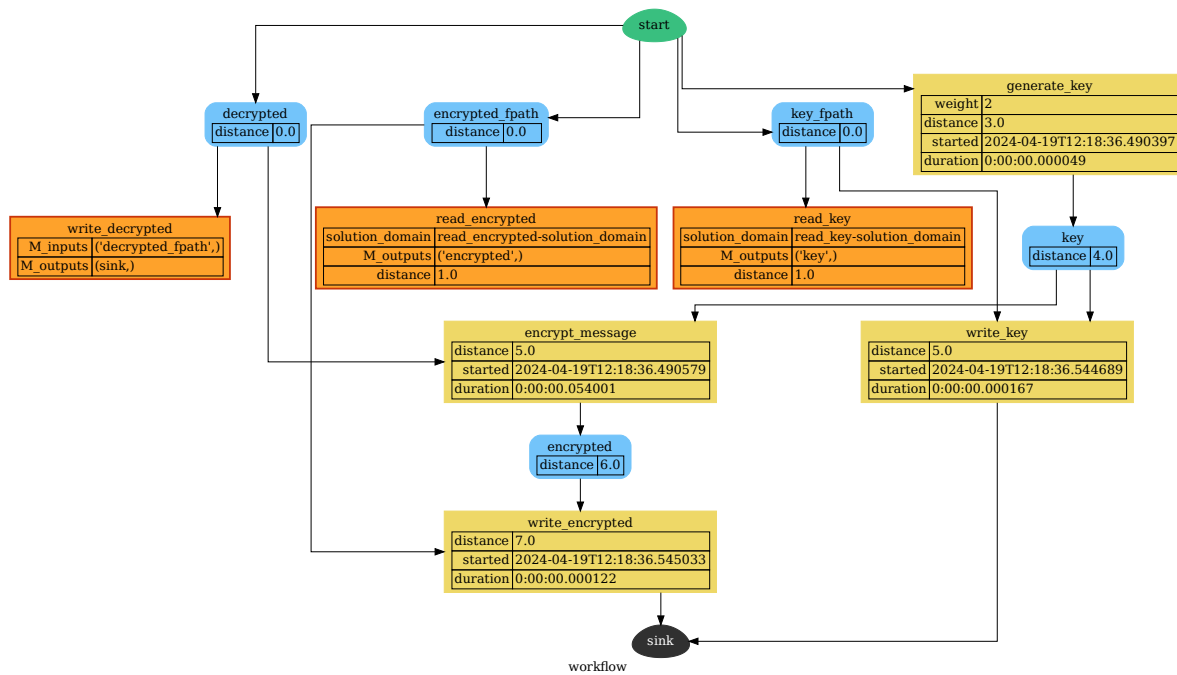 start
generate_key
weight 2
distance 3.0
started 2024-04-19T12:18:36.490397
duration 0:00:00.000049
decrypted
distance 0.0
encrypted_fpath
distance 0.0
key_fpath
distance 0.0
write_decrypted
M_inputs ('decrypted_fpath',)
M_outputs (sink,)
read_encrypted
solution_domain read_encrypted-solution_domain
M_outputs ('encrypted',)
distance 1.0
read_key
solution_domain read_key-solution_domain
M_outputs ('key',)
distance 1.0
key
distance 4.0
encrypt_message
distance 5.0
started 2024-04-19T12:18:36.490579
duration 0:00:00.054001
write_key
distance 5.0
started 2024-04-19T12:18:36.544689
duration 0:00:00.000167
encrypted
distance 6.0
write_encrypted
distance 7.0
started 2024-04-19T12:18:36.545033
duration 0:00:00.000122
sink
workflow